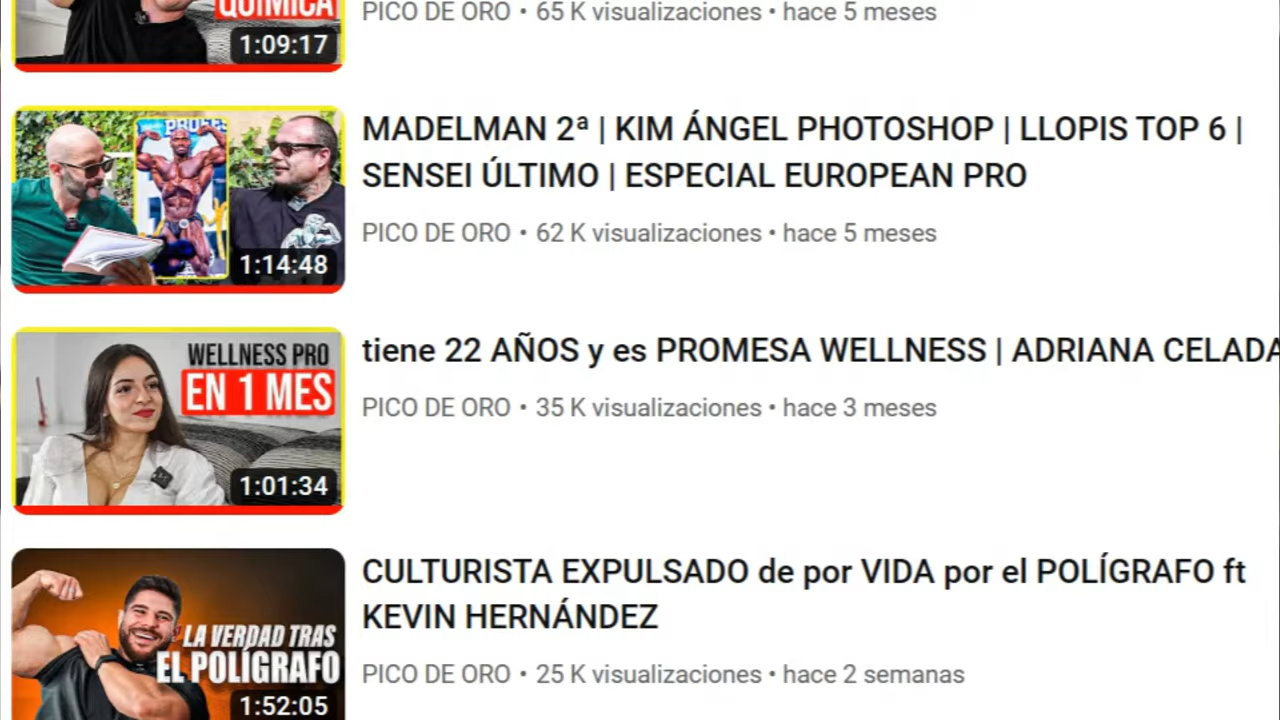 QUÍMICA
1:09:17
PICO DE ORO • 65 K visualizaciones • hace 5 meses
1:14:48
MADELMAN 2ª | KIM ÁNGEL PHOTOSHOP | LLOPIS TOP 6 |
SENSEI ÚLTIMO | ESPECIAL EUROPEAN PRO
PICO DE ORO • 62 K visualizaciones • hace 5 meses
WELLNESS PRO
EN 1 MES
1:01:34
tiene 22 AÑOS y es PROMESA WELLNESS | ADRIANA CELADA
PICO DE ORO • 35 K visualizaciones • hace 3 meses
LA VERDAD TRAS
EL POLÍGRAFO
1:52:05
CULTURISTA EXPULSADO de por VIDA por el POLÍGRAFO ft
KEVIN HERNÁNDEZ
PICO DE ORO • 25 K visualizaciones • hace 2 semanas